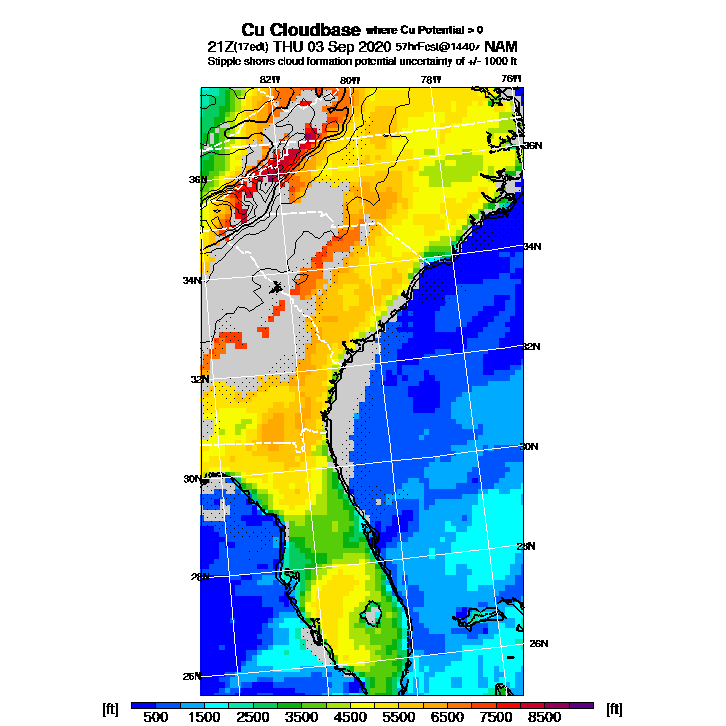 Cu Cloudbase where Cu Potential > 0
21Z(17edt) THU 03 Sep 2020 57hrFcst@1440z NAM
Stipple shows cloud formation potential uncertainty of +/- 1000 ft
82W 80W 78W 76W
36N
36N
34N
34N
32N
32N
30N
30N
28N
28N
26N
26N
[ft] 500 1500 2500 3500 4500 5500 6500 7500 8500 [ft]